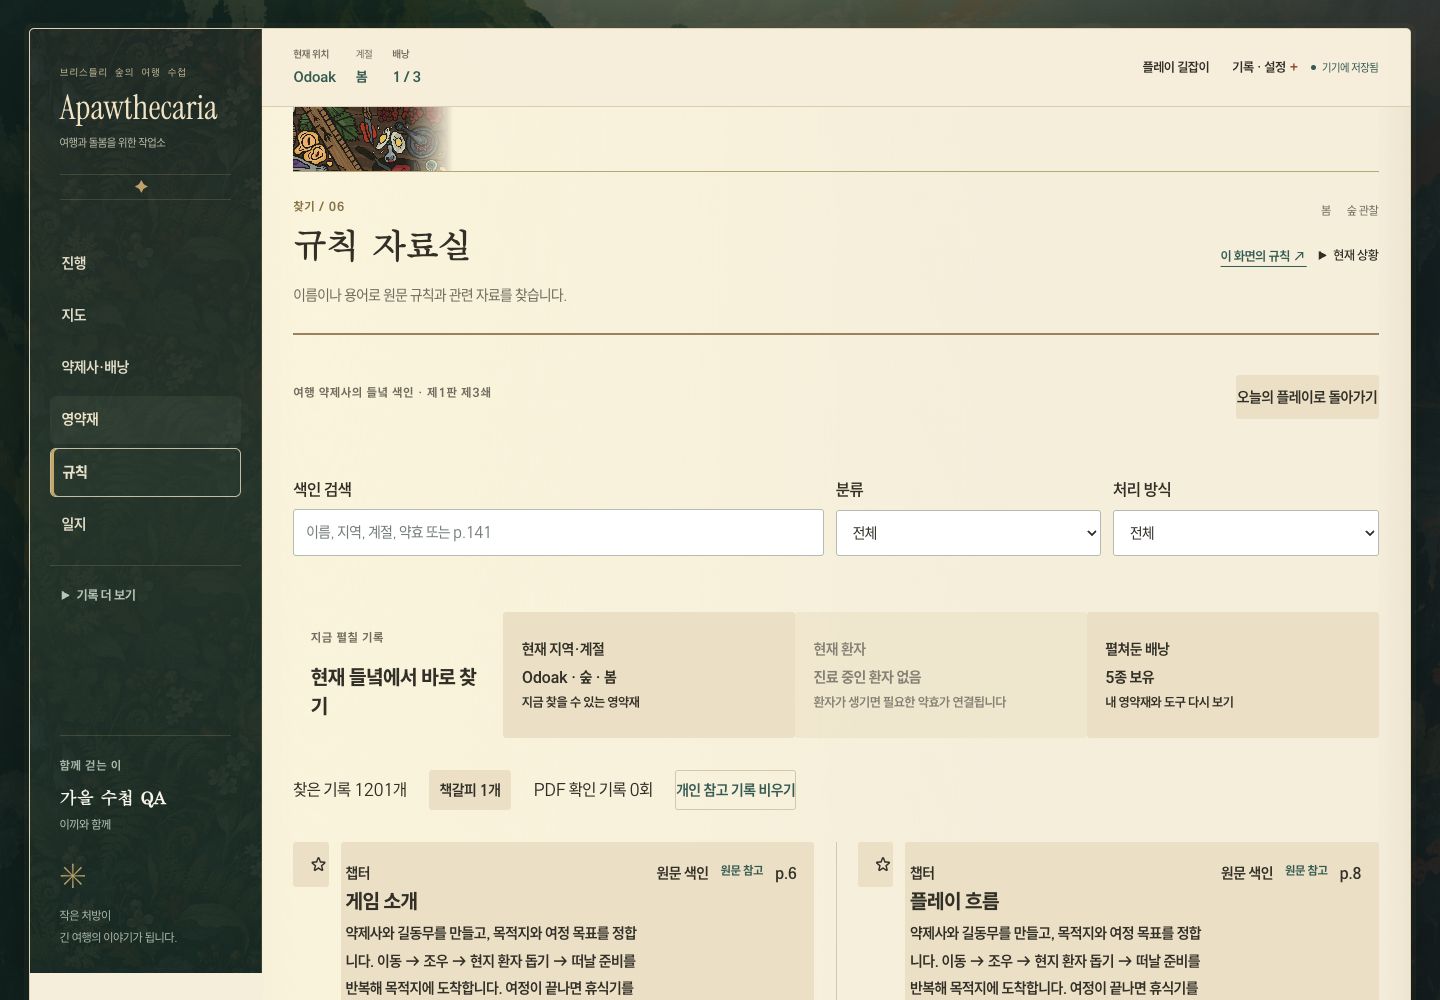 브리스틀리 숲의 여행 수첩
Apawthecaria
여행과 돌봄을 위한 작업소
진행
지도
약제사·배낭
영약재
규칙
일지
▶ 기록 더 보기
함께 걷는 이
가을 수첩 QA
이끼와 함께
작은 처방이
긴 여행의 이야기가 됩니다.
현재 위치 계절 배낭
Odoak 봄 1 / 3
플레이 길잡이 기록 · 설정 + 기기에 저장됨
찾기 / 06
규칙 자료실
이름이나 용어로 원문 규칙과 관련 자료를 찾습니다.
봄 숲 관찰
이 화면의 규칙 ↗ ▶ 현재 상황
여행 약제사의 들녘 색인 · 제1판 제3쇄
오늘의 플레이로 돌아가기
색인 검색
이름, 지역, 계절, 약효 또는 p.141
분류
전체
처리 방식
전체
지금 펼칠 기록
현재 들녘에서 바로 찾
기
현재 지역·계절
Odoak · 숲 · 봄
지금 찾을 수 있는 영약재
현재 환자
진료 중인 환자 없음
환자가 생기면 필요한 약효가 연결됩니다
펼쳐둔 배낭
5종 보유
내 영약재와 도구 다시 보기
찾은 기록 1201개 책갈피 1개 PDF 확인 기록 0회 개인 참고 기록 비우기
챕터 원문 색인 원문 참고 p.6
게임 소개
약제사와 길동무를 만들고, 목적지와 여정 목표를 정합
니다. 이동 → 조우 → 현지 환자 돕기 → 떠날 준비를
반복해 목적지에 도착합니다. 여정이 끝나면 휴식기를
챕터 원문 색인 원문 참고 p.8
플레이 흐름
약제사와 길동무를 만들고, 목적지와 여정 목표를 정합
니다. 이동 → 조우 → 현지 환자 돕기 → 떠날 준비를
반복해 목적지에 도착합니다. 여정이 끝나면 휴식기를